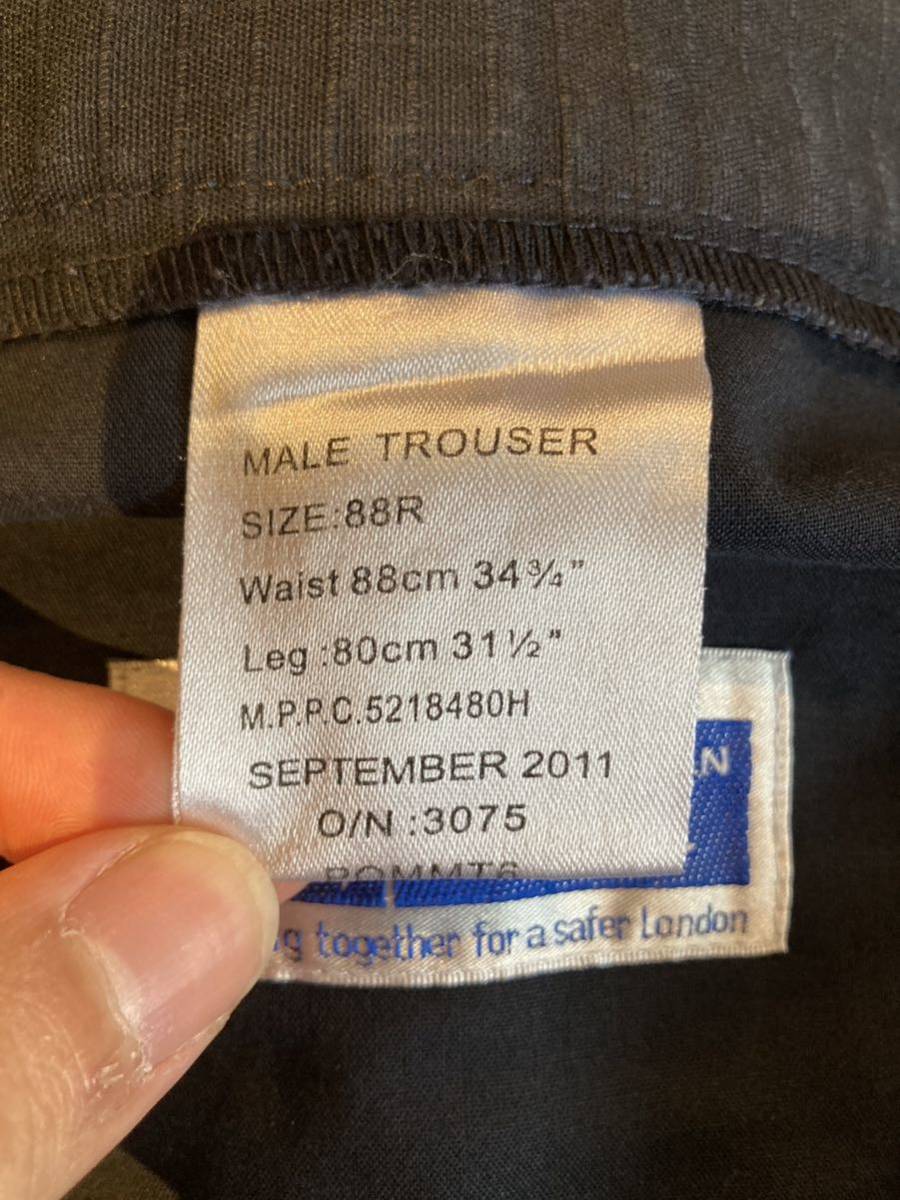 MALE TROUSER
SIZE:88R
Waist 88cm 34¾"
Leg :80cm 31½"
M.P.P.C.5218480H
SEPTEMBER 2011
O/N :3075
together for a safer London